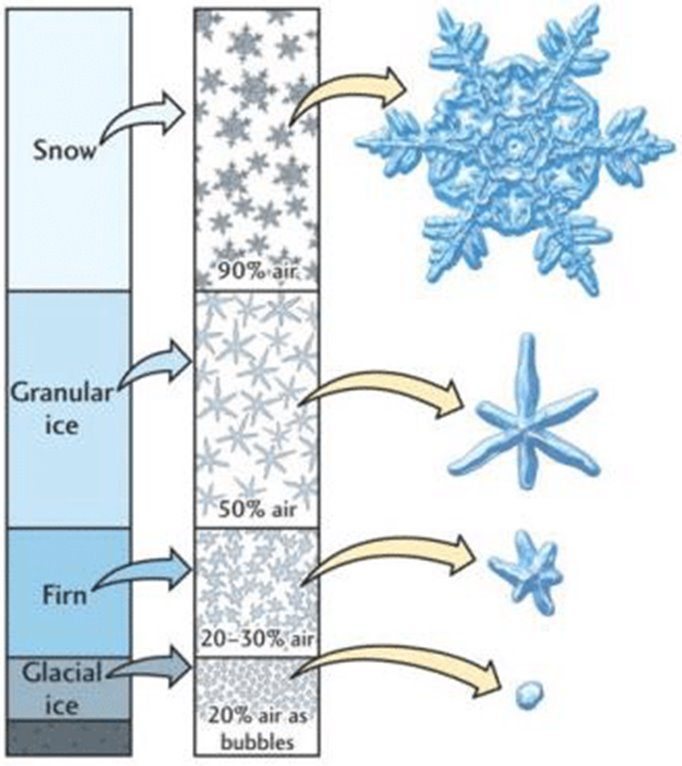 Snow
90% air
Granular
ice
50% air
Firn
20–30% air
Glacial
ice
20% air as
bubbles